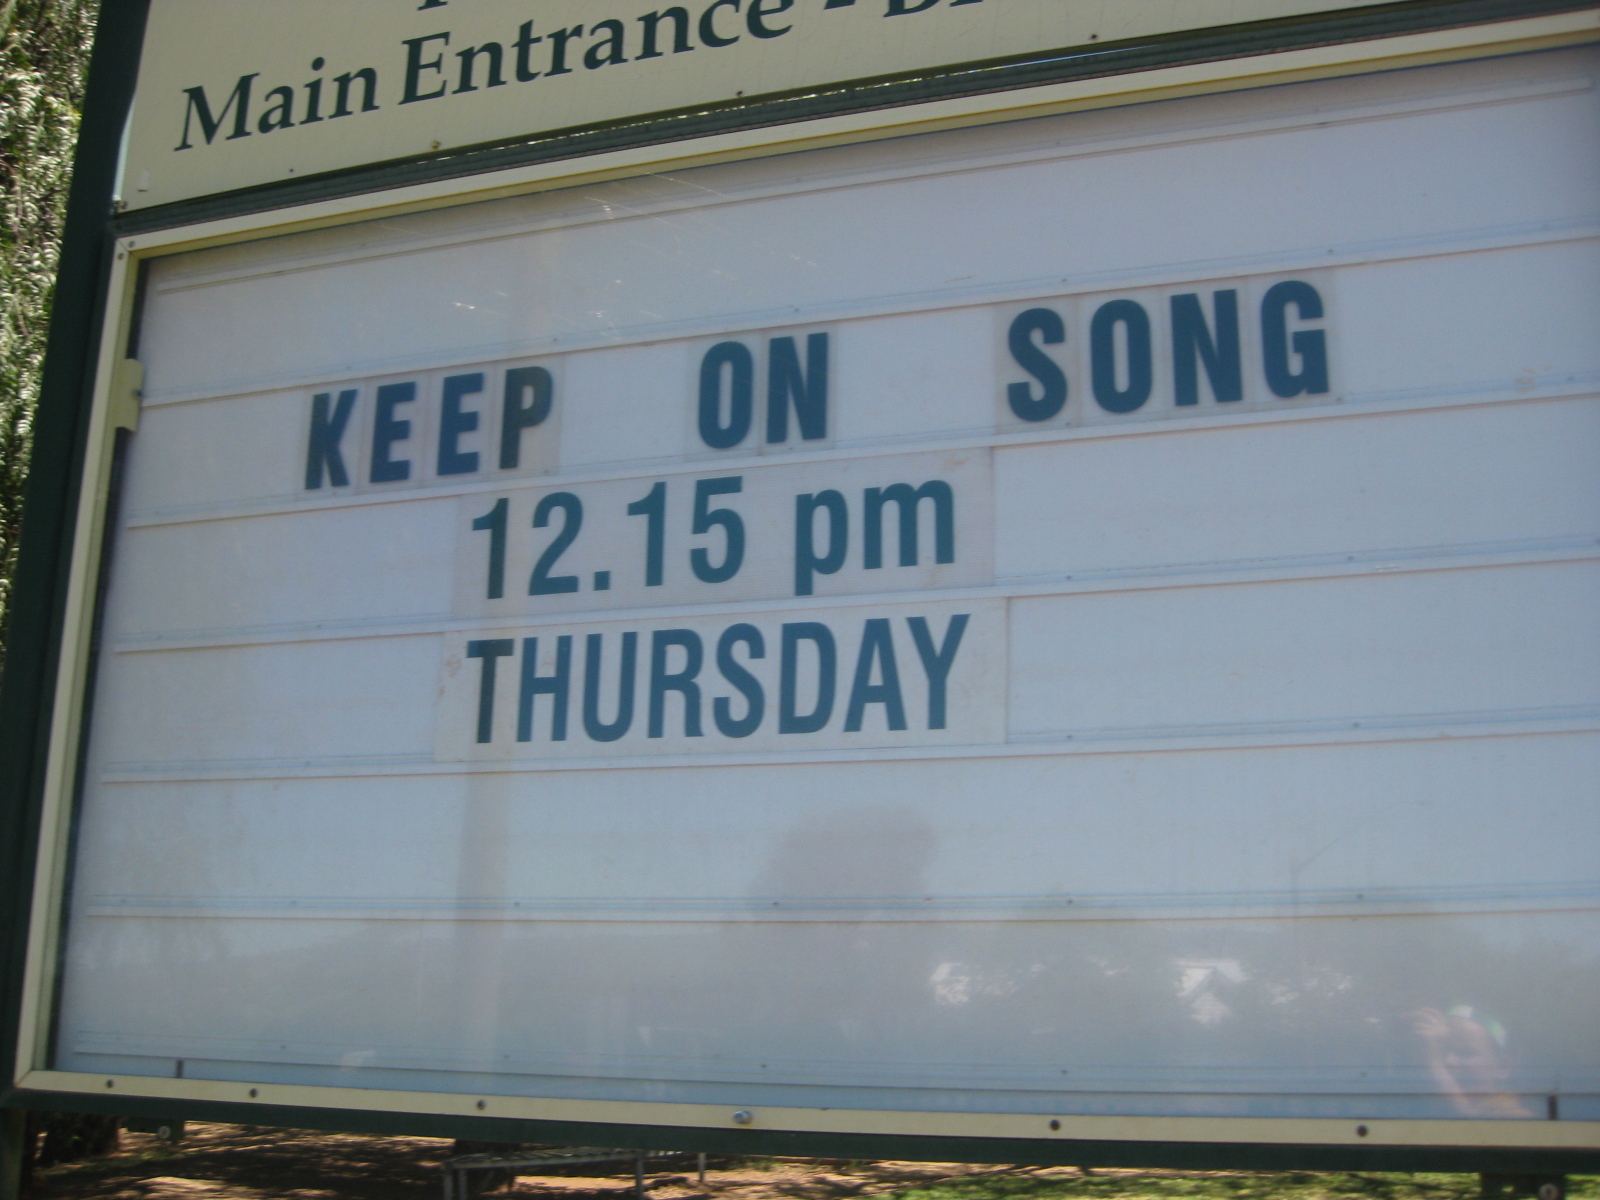 Main Entrance -
KEEP ON SONG
12.15 pm
THURSDAY